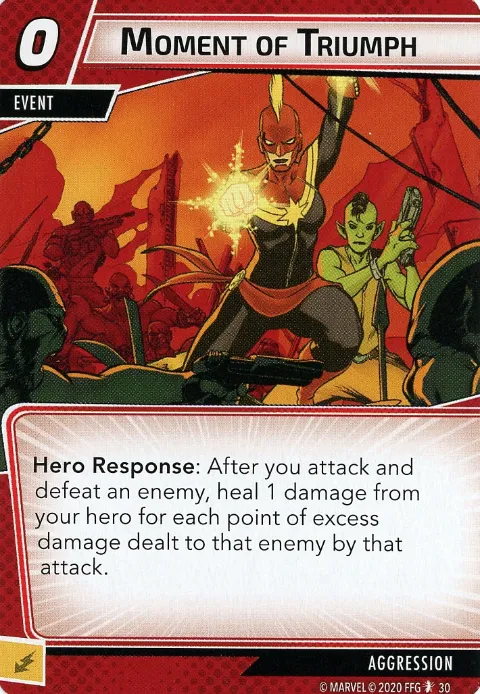 0
MOMENT OF TRIUMPH
EVENT
Hero Response: After you attack and
defeat an enemy, heal 1 damage from
your hero for each point of excess
damage dealt to that enemy by that
attack.
AGGRESSION
© MARVEL © 2020 FFG 30